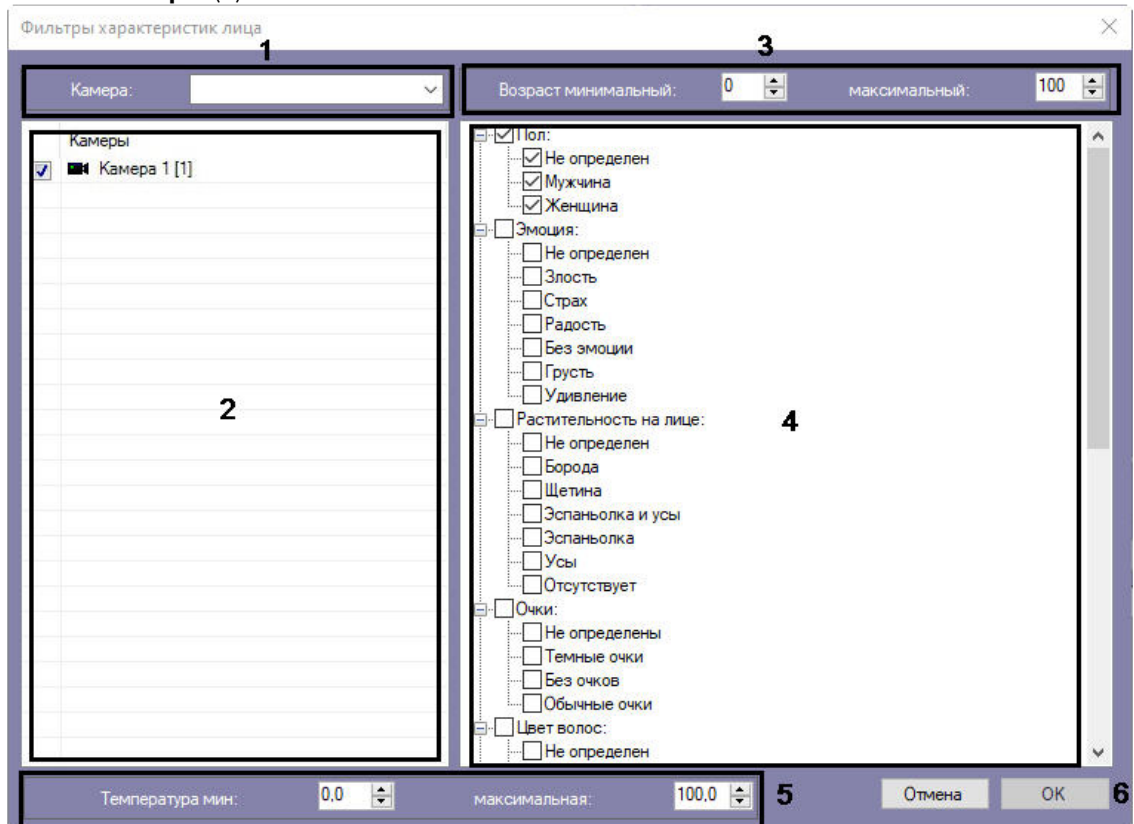 Фильтры характеристик лица
1
3
Камера:
Возраст минимальный: 0 максимальный: 100
Камеры
Камера 1 [1]
2
Пол:
Не определен
Мужчина
Женщина
Эмоция:
Не определен
Злость
Страх
Радость
Без эмоции
Грусть
Удивление
Растительность на лице:
4
Не определен
Борода
Щетина
Эспаньолка и усы
Эспаньолка
Усы
Отсутствует
Очки:
Не определены
Темные очки
Без очков
Обычные очки
Цвет волос:
Не определен
Температура мин: 0,0 максимальная: 100,0 5
Отмена
OK
6